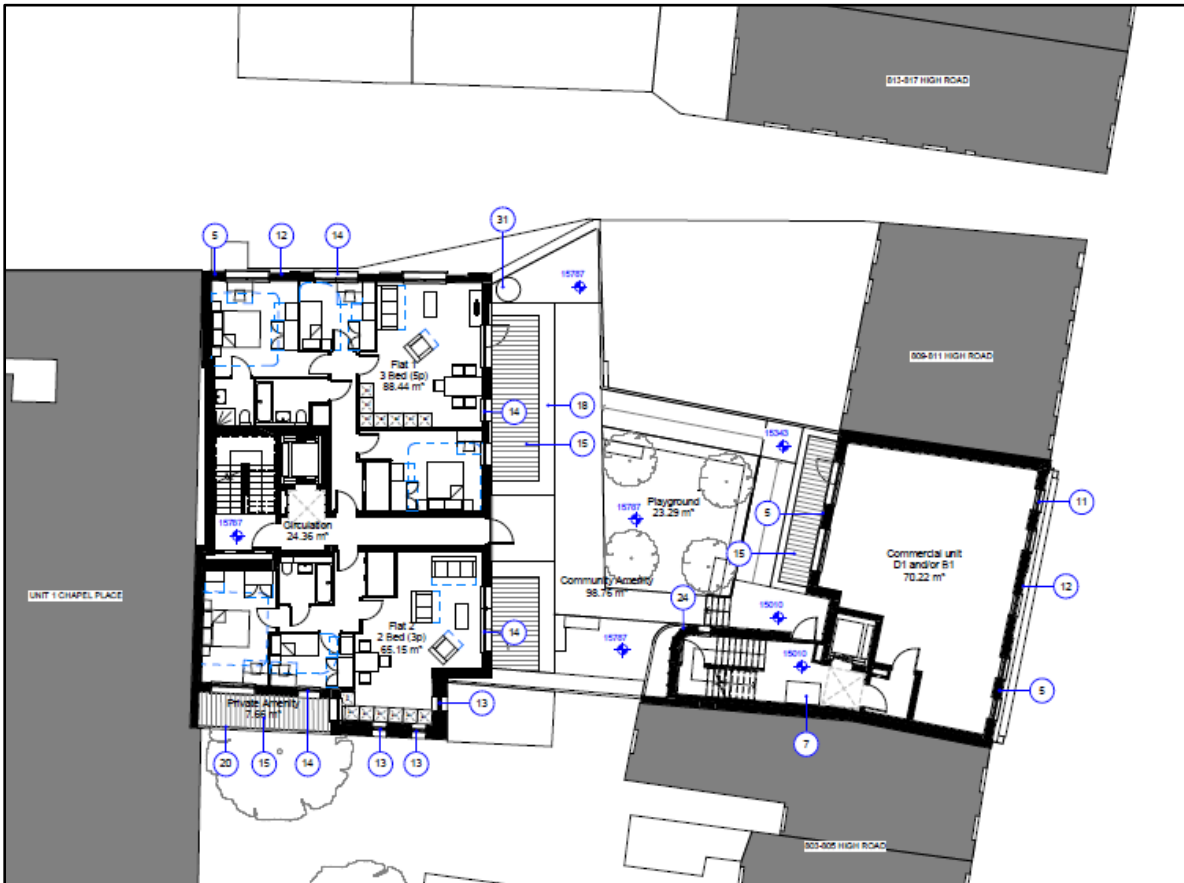 813-817 HIGH ROAD
31
5
12
14
15787
809-811 HIGH ROAD
Flat 1
3 Bed (5p)
88.44 m²
14
18
15
15343
11
Playground
23.29 m²
15787
5
15787
Circulation
24.36 m²
15
Commercial unit
D1 and/or B1
70.22 m²
12
UNIT 1 CHAPEL PLACE
Community Amenity
98.76 m²
24
15010
Flat 2
2 Bed (3p)
65.15 m²
14
15787
15010
5
Private Amenity
7.66 m²
13
7
20
15
14
13
13
803-805 HIGH ROAD